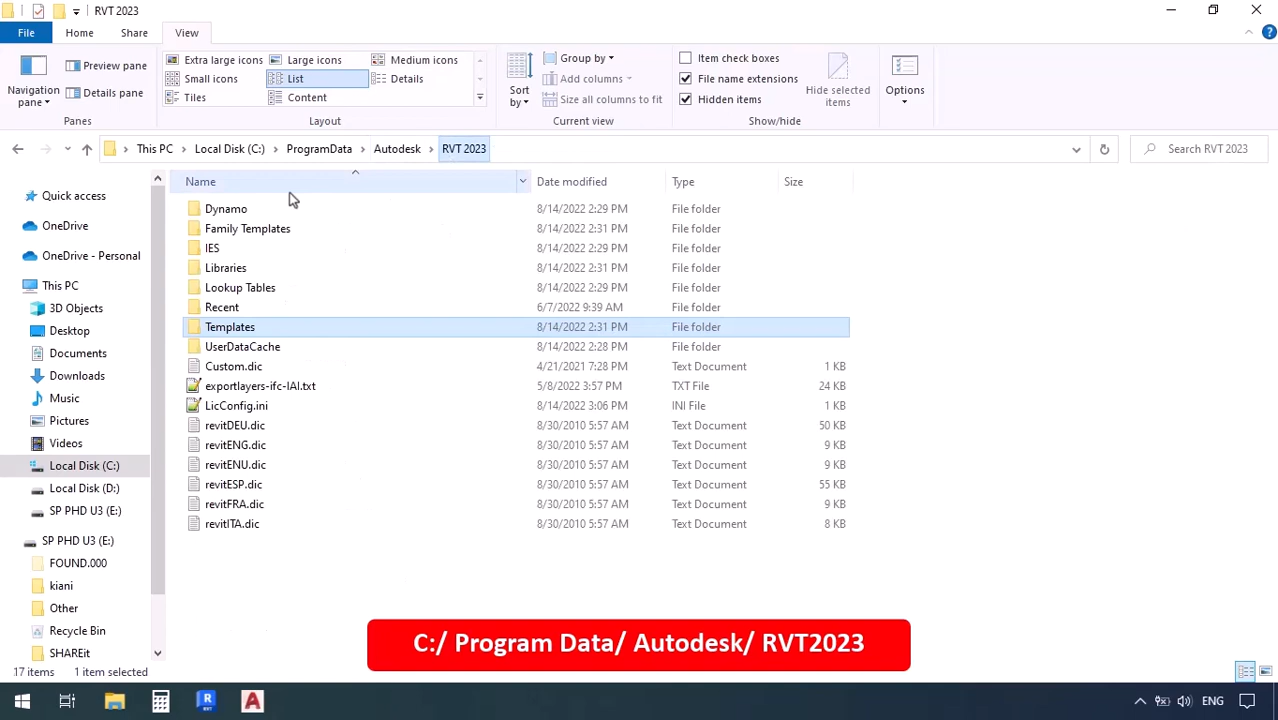 RVT 2023
File Home Share View
Navigation pane
Preview pane
Details pane
Panes
Extra large icons Large icons Medium icons
Small icons List Details
Tiles Content
Layout
Sort by
Group by
Add columns
Size all columns to fit
Current view
Item check boxes
File name extensions
Hidden items
Hide selected items
Show/hide
Options
This PC Local Disk (C:) ProgramData Autodesk RVT 2023
Search RVT 2023
Name Date modified Type Size
Quick access
OneDrive
OneDrive - Personal
This PC
3D Objects
Desktop
Documents
Downloads
Music
Pictures
Videos
Local Disk (C:)
Local Disk (D:)
SP PHD U3 (E:)
SP PHD U3 (E:)
FOUND.000
kiani
Other
Recycle Bin
SHAREit
Dynamo 8/14/2022 2:29 PM File folder
Family Templates 8/14/2022 2:31 PM File folder
IES 8/14/2022 2:29 PM File folder
Libraries 8/14/2022 2:31 PM File folder
Lookup Tables 8/14/2022 2:29 PM File folder
Recent 6/7/2022 9:39 AM File folder
Templates 8/14/2022 2:31 PM File folder
UserDataCache 8/14/2022 2:28 PM File folder
Custom.dic 4/21/2021 7:28 PM Text Document 1 KB
exportlayers-ifc-IAI.txt 5/8/2022 3:57 PM TXT File 24 KB
LicConfig.ini 8/14/2022 3:06 PM INI File 1 KB
revitDEU.dic 8/30/2010 5:57 AM Text Document 50 KB
revitENG.dic 8/30/2010 5:57 AM Text Document 9 KB
revitENU.dic 8/30/2010 5:57 AM Text Document 9 KB
revitESP.dic 8/30/2010 5:57 AM Text Document 55 KB
revitFRA.dic 8/30/2010 5:57 AM Text Document 9 KB
revitITA.dic 8/30/2010 5:57 AM Text Document 8 KB
C:/ Program Data/ Autodesk/ RVT2023
17 items 1 item selected
ENG